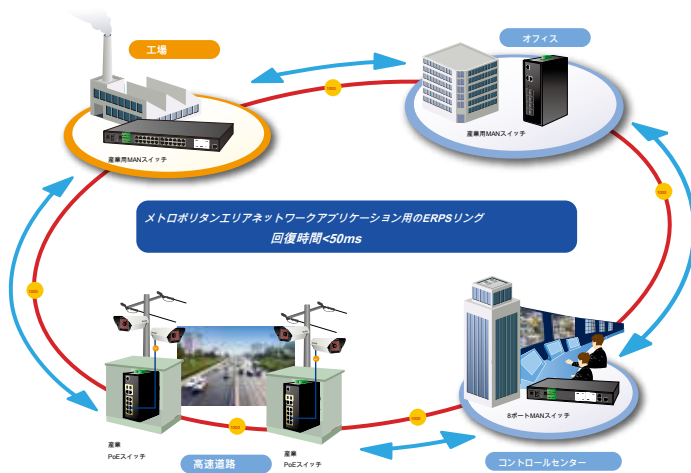 工場
オフィス
産業用MANスイッチ
産業用MANスイッチ
メトロポリタンエリアネットワークアプリケーション用のERPSリング
回復時間<50ms
産業
PoEスイッチ
産業
PoEスイッチ
高速道路
8ポートMANスイッチ
コントロールセンター